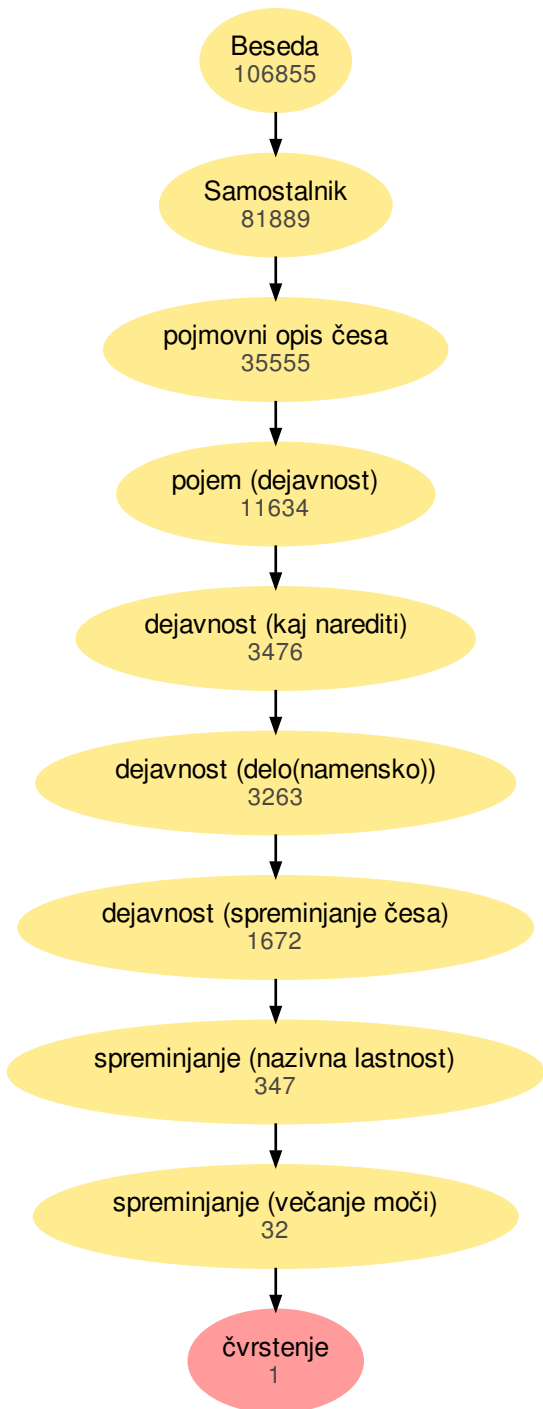 Beseda
106855
Samostalnik
81889
pojmovni opis česa
35555
pojem (dejavnost)
11634
dejavnost (kaj narediti)
3476
dejavnost (delo(namensko))
3263
dejavnost (spreminjanje česa)
1672
spreminjanje (nazivna lastnost)
347
spreminjanje (večanje moči)
32
čvrstenje
1